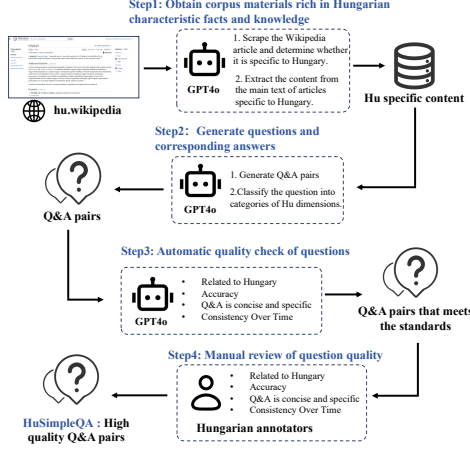 Step1: Obtain corpus materials rich in Hungarian
characteristic facts and knowledge
1. Scrape the Wikipedia
article and determine whether
it is specific to Hungary.
2. Extract the content from
the main text of articles
specific to Hungary.
GPT4o
hu.wikipedia
Hu specific content
Step2: Generate questions and
corresponding answers
1. Generate Q&A pairs
2.Classify the question into
categories of Hu dimensions.
GPT4o
Q&A pairs
Step3: Automatic quality check of questions
• Related to Hungary
• Accuracy
• Q&A is concise and specific
• Consistency Over Time
GPT4o
Q&A pairs that meets
the standards
Step4: Manual review of question quality
• Related to Hungary
• Accuracy
• Q&A is concise and specific
• Consistency Over Time
Hungarian annotators
HuSimpleQA : High
quality Q&A pairs